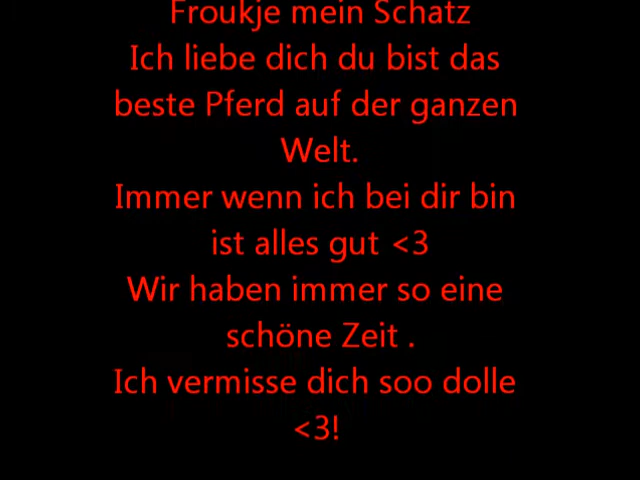 Froukje mein Schatz
Ich liebe dich du bist das
beste Pferd auf der ganzen
Welt.
Immer wenn ich bei dir bin
ist alles gut <3
Wir haben immer so eine
schöne Zeit .
Ich vermisse dich soo dolle
<3!